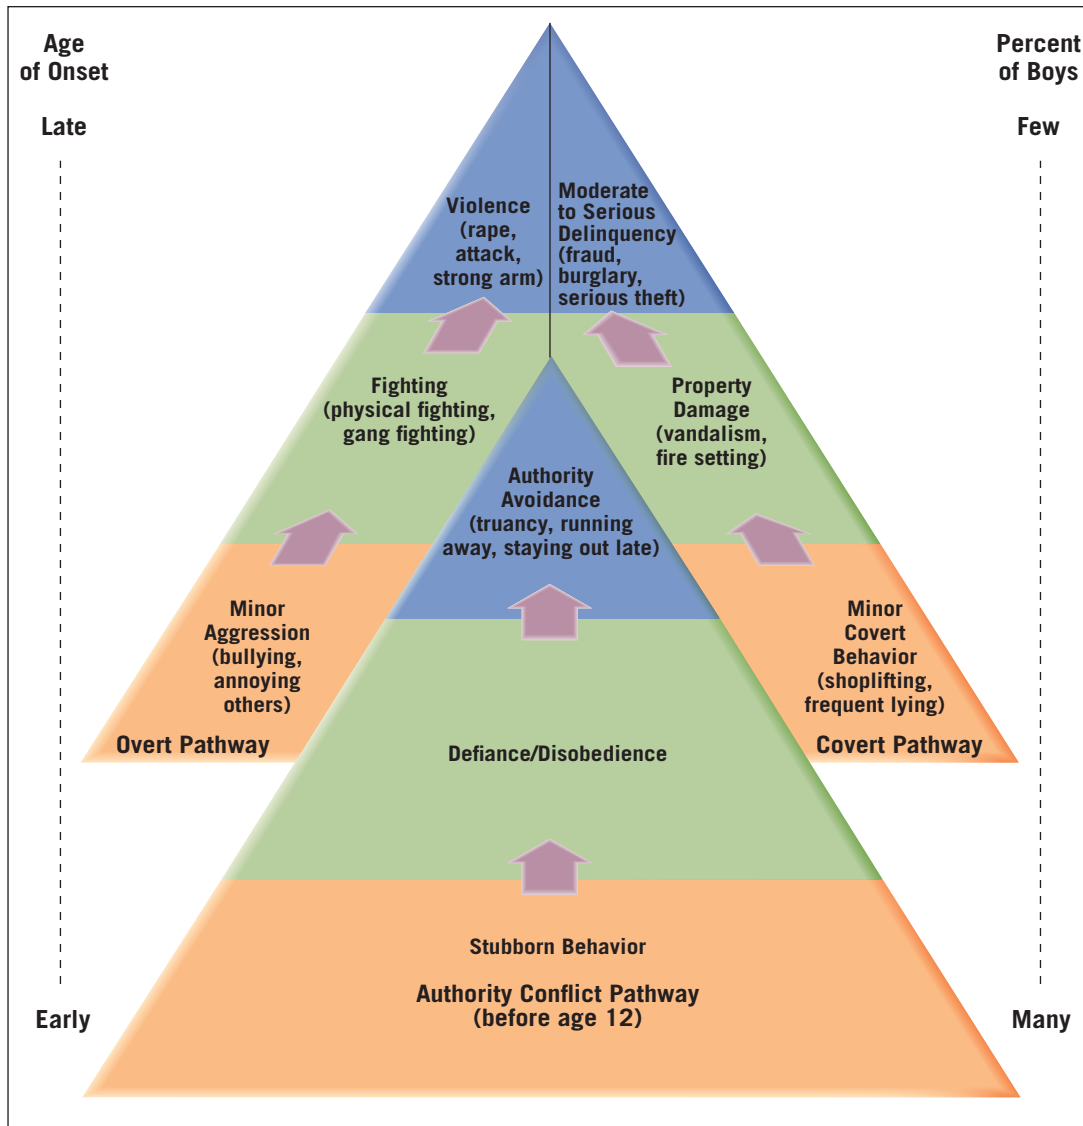 Age
of Onset
Late
Early
Percent
of Boys
Few
Many
Violence
(rape,
attack,
strong arm)
Moderate
to Serious
Delinquency
(fraud,
burglary,
serious theft)
Fighting
(physical fighting,
gang fighting)
Property
Damage
(vandalism,
fire setting)
Authority
Avoidance
(truancy, running
away, staying out late)
Minor
Aggression
(bullying,
annoying
others)
Overt Pathway
Minor
Covert
Behavior
(shoplifting,
frequent lying)
Covert Pathway
Defiance/Disobedience
Stubborn Behavior
Authority Conflict Pathway
(before age 12)